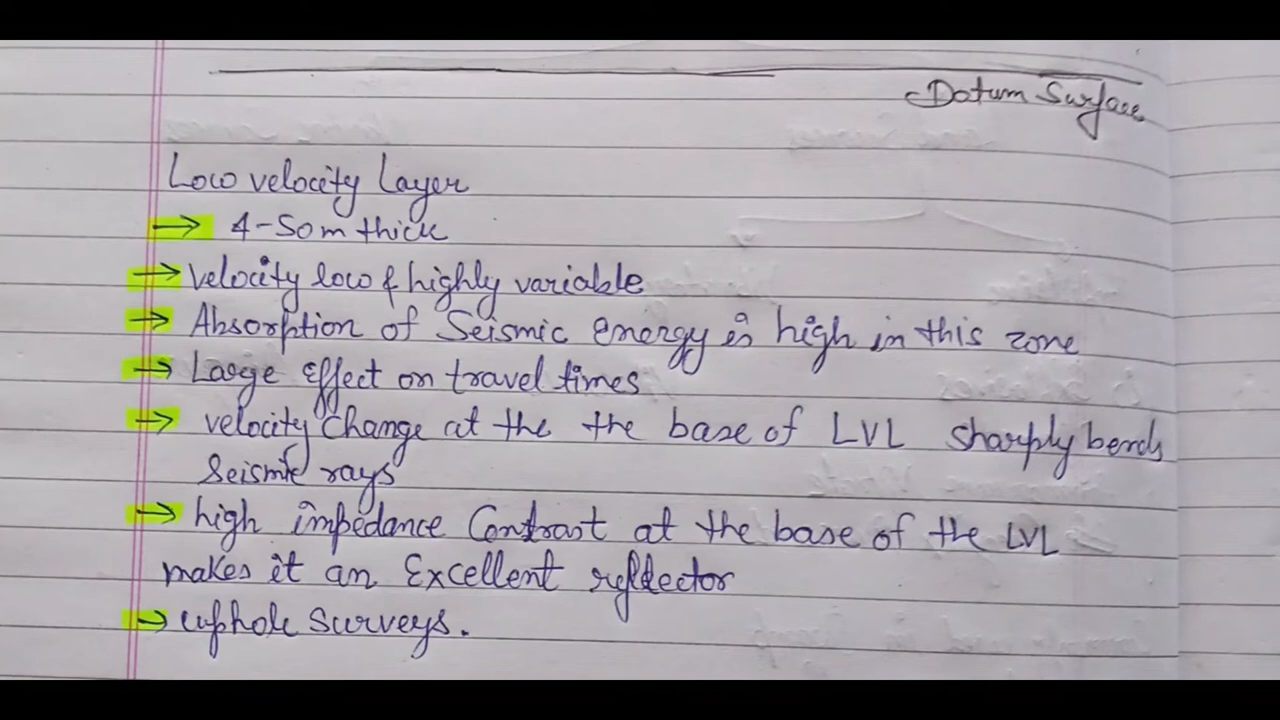 Datum Surface
Low velocity Layer
→ 4-50m thick
→ velocity low & highly variable
→ Absorption of Seismic energy is high in this zone
→ Large Effect on travel times
→ velocity change at the the base of LVL sharply bends
seismic rays
→ high impedance Contrast at the base of the LVL
makes it an Excellent reflector
→ uphole surveys.